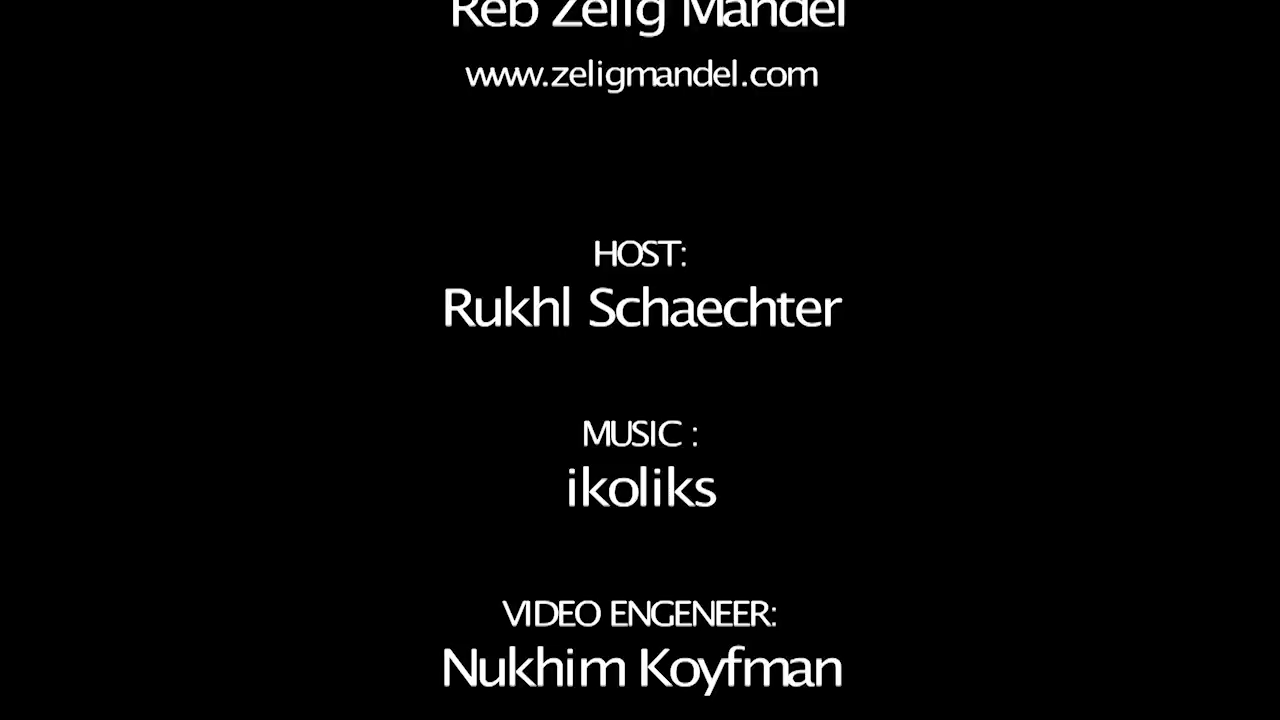 Reb Zelig Mandel
www.zeligmandel.com
HOST:
Rukhl Schaechter
MUSIC :
ikoliks
VIDEO ENGENEER:
Nukhim Koyfman